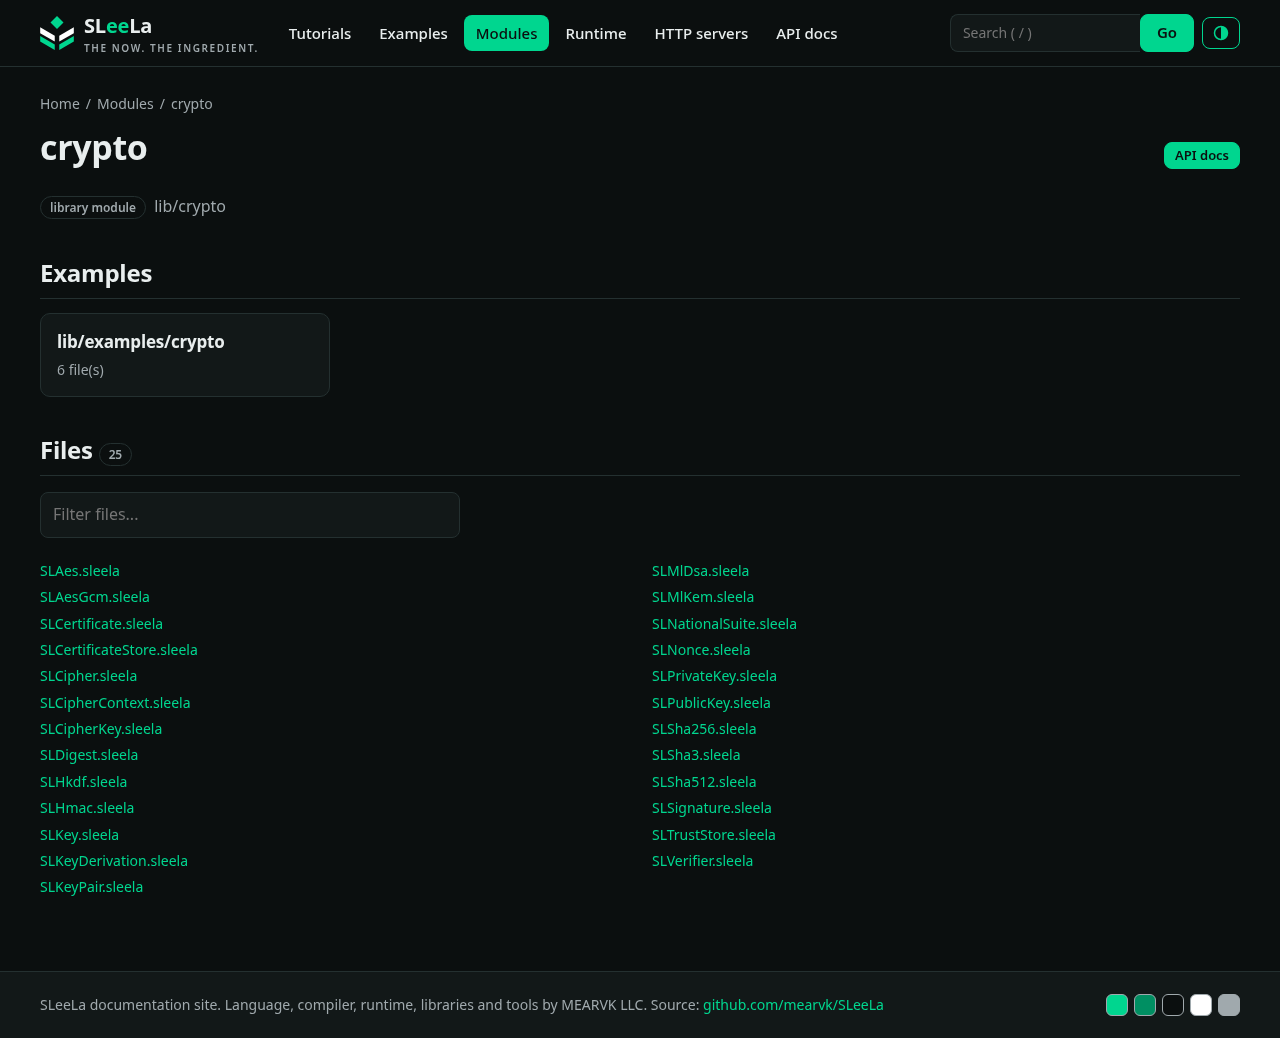 SLeeLa
THE NOW. THE INGREDIENT.
Tutorials
Examples
Modules
Runtime
HTTP servers
API docs
Search ( / )
Go
Home / Modules / crypto
crypto
API docs
library module lib/crypto
Examples
lib/examples/crypto
6 file(s)
Files 25
Filter files...
SLAes.sleela
SLAesGcm.sleela
SLCertificate.sleela
SLCertificateStore.sleela
SLCipher.sleela
SLCipherContext.sleela
SLCipherKey.sleela
SLDigest.sleela
SLHkdf.sleela
SLHmac.sleela
SLKey.sleela
SLKeyDerivation.sleela
SLKeyPair.sleela
SLMlDsa.sleela
SLMlKem.sleela
SLNationalSuite.sleela
SLNonce.sleela
SLPrivateKey.sleela
SLPublicKey.sleela
SLSha256.sleela
SLSha3.sleela
SLSha512.sleela
SLSignature.sleela
SLTrustStore.sleela
SLVerifier.sleela
SLeeLa documentation site. Language, compiler, runtime, libraries and tools by MEARVK LLC. Source: github.com/mearvk/SLeeLa